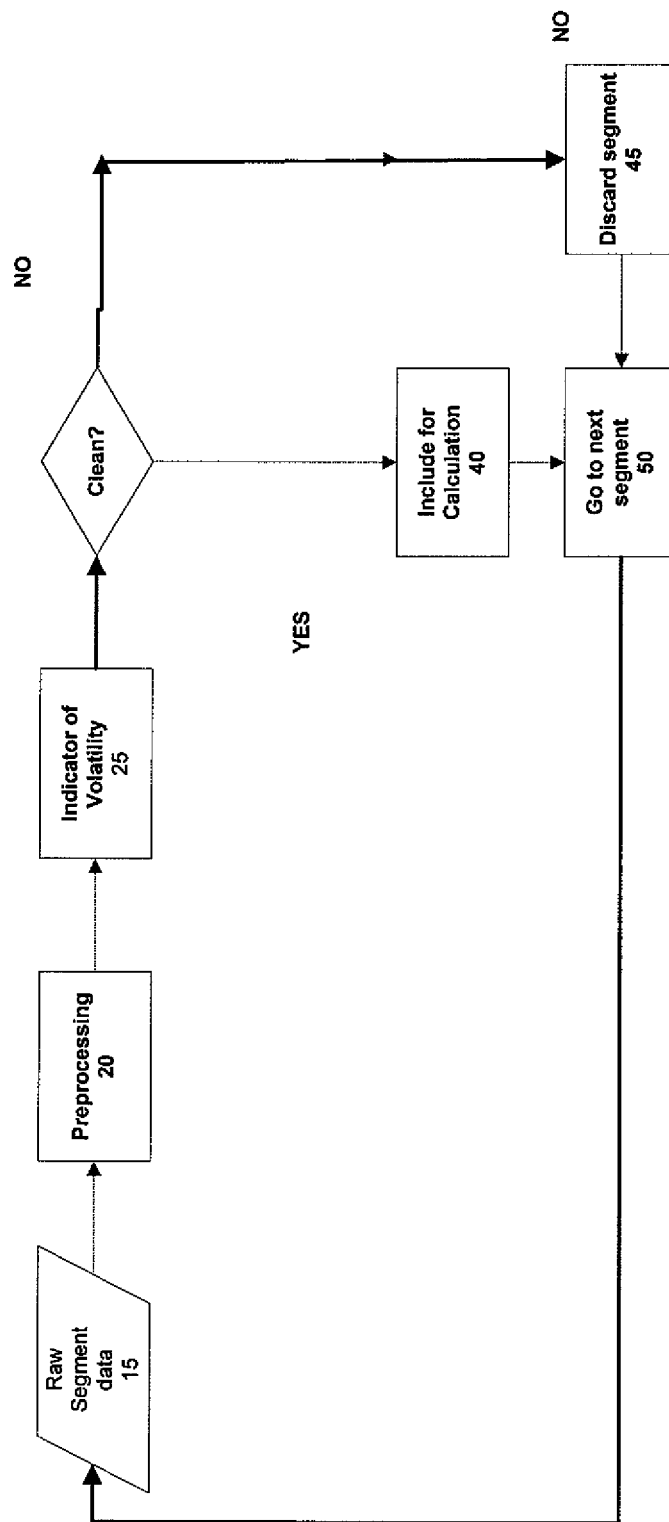 Raw
Segment
data
15
Preprocessing
20
Indicator of
Volatility
25
Clean?
NO
YES
Include for
Calculation
40
Go to next
segment
50
Discard segment
45
NO